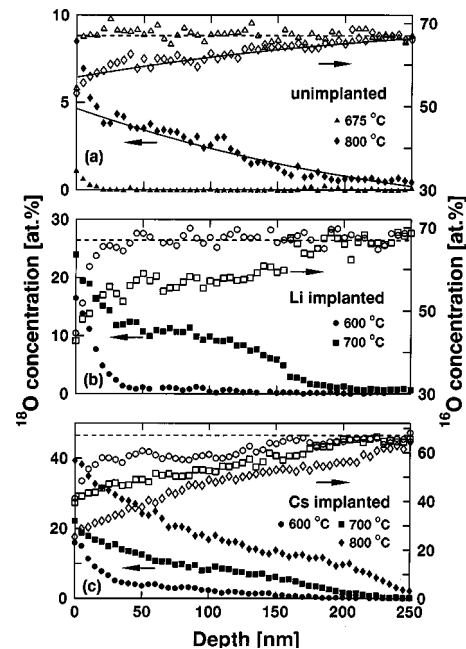 10
5
0
70
50
30
unimplanted
▲ 675 °C
♦ 800 °C
(a)
30
20
10
0
70
50
30
Li implanted
● 600 °C
■ 700 °C
(b)
40
20
0
60
40
20
0
Cs implanted
● 600 °C ■ 700 °C
♦ 800 °C
(c)
0 50 100 150 200 250
Depth [nm]
18O concentration [at.%]
16O concentration [at.%]